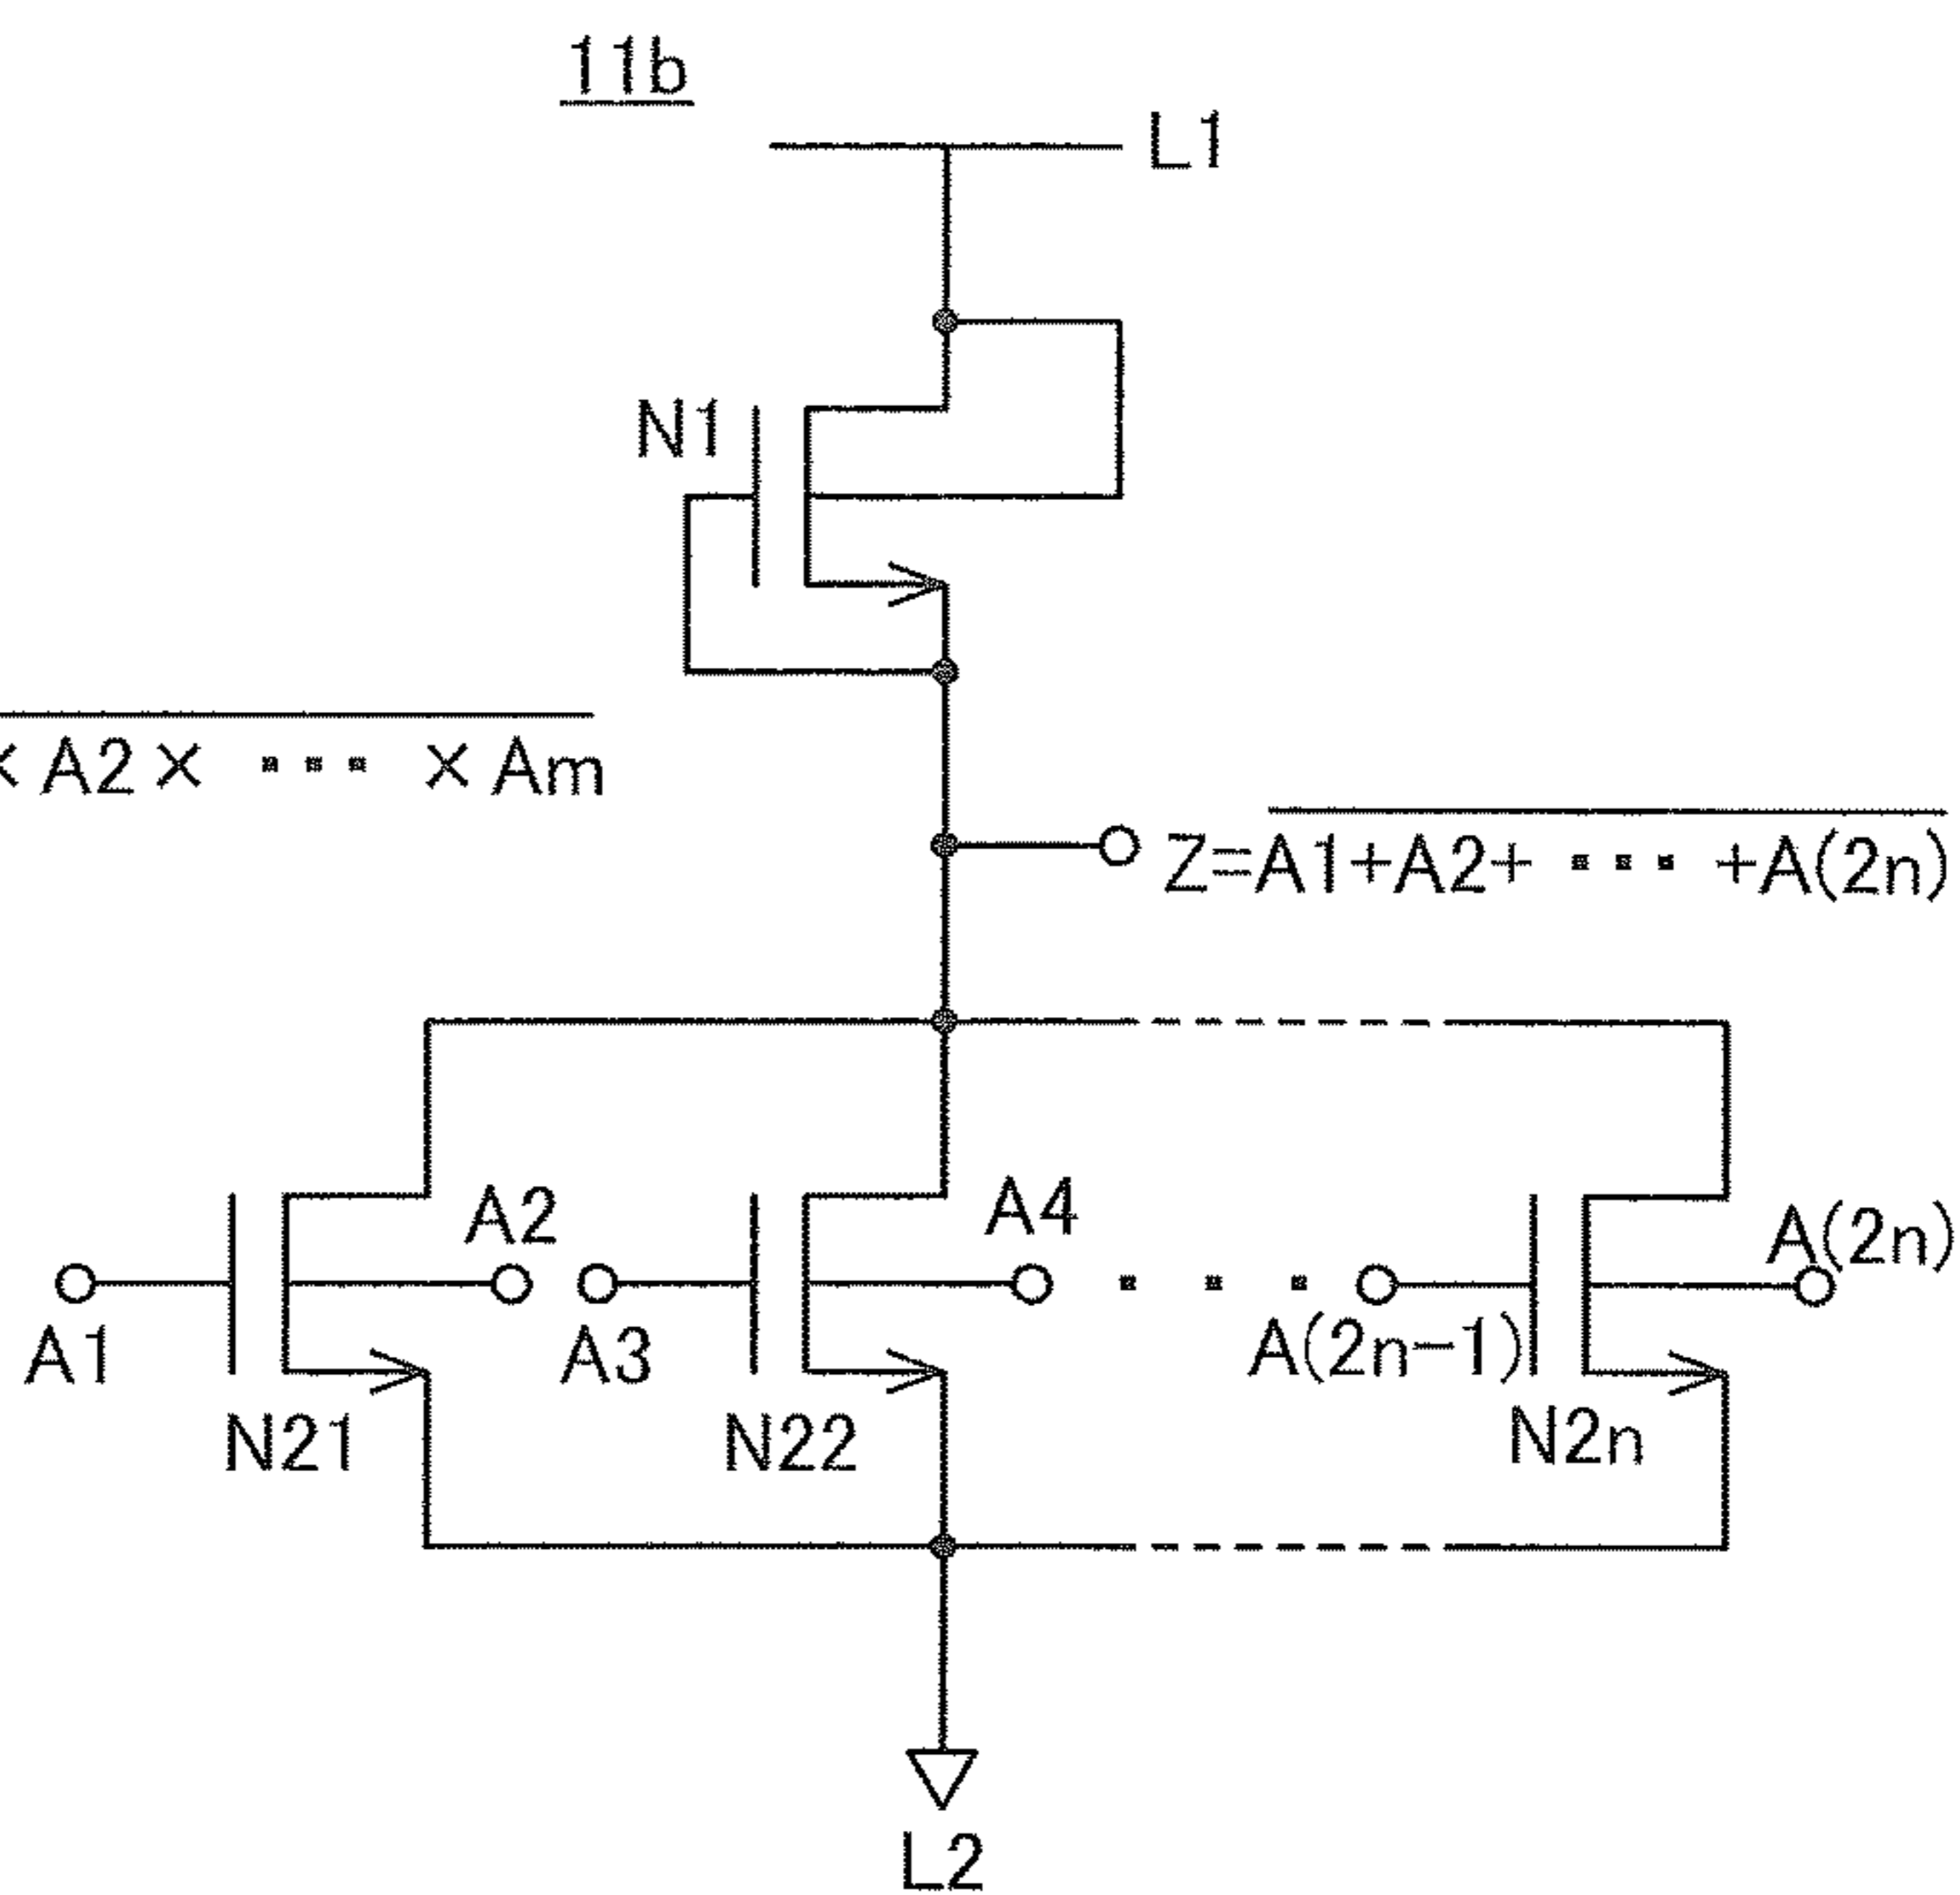 11b
L1
N1
× A2 × ··· × Am
Z=A1+A2+ ··· +A(2n)
A2
A4
A(2n)
···
A1
A3
A(2n-1)
N21
N22
N2n
L2